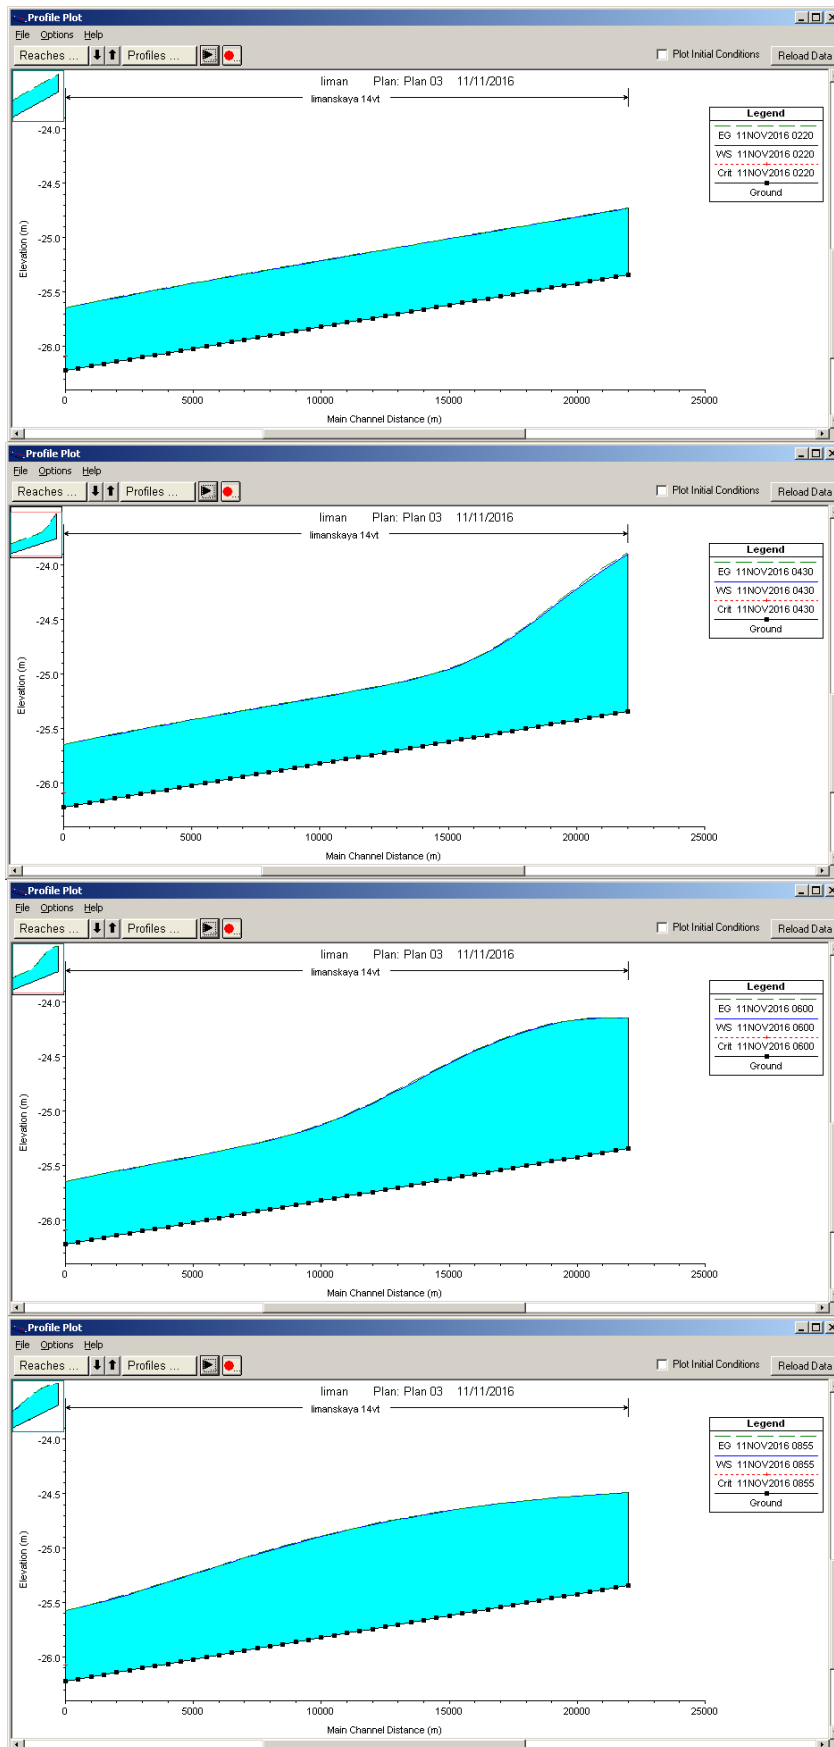 Profile Plot
File Options Help
Reaches ... Profiles ... Plot Initial Conditions Reload Data
liman Plan: Plan 03 11/11/2016
limanskaya 14vt
Legend
EG 11NOV2016 0220
WS 11NOV2016 0220
Crit 11NOV2016 0220
Ground
-24.0
-24.5
-25.0
-25.5
-26.0
Elevation (m)
0 5000 10000 15000 20000 25000
Main Channel Distance (m)
Profile Plot
File Options Help
Reaches ... Profiles ... Plot Initial Conditions Reload Data
liman Plan: Plan 03 11/11/2016
limanskaya 14vt
Legend
EG 11NOV2016 0430
WS 11NOV2016 0430
Crit 11NOV2016 0430
Ground
-24.0
-24.5
-25.0
-25.5
-26.0
Elevation (m)
0 5000 10000 15000 20000 25000
Main Channel Distance (m)
Profile Plot
File Options Help
Reaches ... Profiles ... Plot Initial Conditions Reload Data
liman Plan: Plan 03 11/11/2016
limanskaya 14vt
Legend
EG 11NOV2016 0600
WS 11NOV2016 0600
Crit 11NOV2016 0600
Ground
-24.0
-24.5
-25.0
-25.5
-26.0
Elevation (m)
0 5000 10000 15000 20000 25000
Main Channel Distance (m)
Profile Plot
File Options Help
Reaches ... Profiles ... Plot Initial Conditions Reload Data
liman Plan: Plan 03 11/11/2016
limanskaya 14vt
Legend
EG 11NOV2016 0855
WS 11NOV2016 0855
Crit 11NOV2016 0855
Ground
-24.0
-24.5
-25.0
-25.5
-26.0
Elevation (m)
0 5000 10000 15000 20000 25000
Main Channel Distance (m)